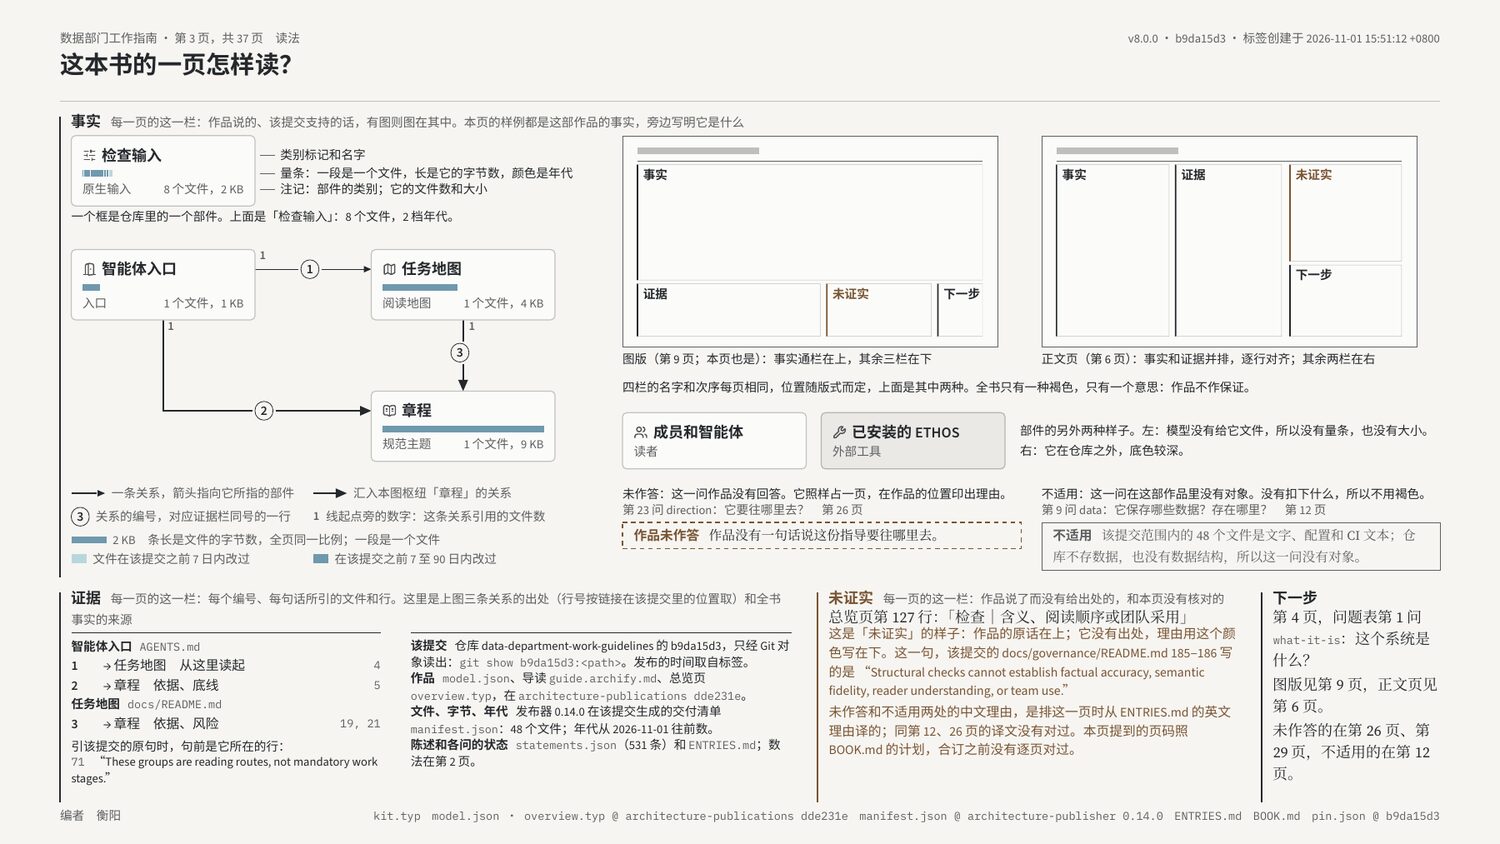 数据部门工作指南 · 第 3 页，共 37 页　读法
v8.0.0 · b9da15d3 · 标签创建于 2026-11-01 15:51:12 +0800
这本书的一页怎样读？
事实　每一页的这一栏：作品说的、该提交支持的话，有图则图在其中。本页的样例都是这部作品的事实，旁边写明它是什么
检查输入
原生输入　8 个文件，2 KB
类别标记和名字
量条：一段是一个文件，长是它的字节数，颜色是年代
注记：部件的类别；它的文件数和大小
一个框是仓库里的一个部件。上面是「检查输入」：8 个文件，2 档年代。
智能体入口
入口　1 个文件，1 KB
1
1
任务地图
阅读地图　1 个文件，4 KB
1
1
3
2
章程
规范主题　1 个文件，9 KB
一条关系，箭头指向它所指的部件
汇入本图枢纽「章程」的关系
3 关系的编号，对应证据栏同号的一行
1 线起点旁的数字：这条关系引用的文件数
2 KB　条长是文件的字节数，全页同一比例；一段是一个文件
文件在该提交之前 7 日内改过
在该提交之前 7 至 90 日内改过
事实
证据
未证实
下一步
图版（第 9 页；本页也是）：事实通栏在上，其余三栏在下
事实
证据
未证实
下一步
正文页（第 6 页）：事实和证据并排，逐行对齐；其余两栏在右
四栏的名字和次序每页相同，位置随版式而定，上面是其中两种。全书只有一种褐色，只有一个意思：作品不作保证。
成员和智能体
读者
已安装的 ETHOS
外部工具
部件的另外两种样子。左：模型没有给它文件，所以没有量条，也没有大小。
右：它在仓库之外，底色较深。
未作答：这一问作品没有回答。它照样占一页，在作品的位置印出理由。
第 23 问 direction：它要往哪里去？　第 26 页
作品未作答　作品没有一句话说这份指导要往哪里去。
不适用：这一问在这部作品里没有对象。没有扣下什么，所以不用褐色。
第 9 问 data：它保存哪些数据？存在哪里？　第 12 页
不适用　该提交范围内的 48 个文件是文字、配置和 CI 文本；仓
库不存数据，也没有数据结构，所以这一问没有对象。
证据　每一页的这一栏：每个编号、每句话所引的文件和行。这里是上图三条关系的出处（行号按链接在该提交里的位置取）和全书
事实的来源
智能体入口 AGENTS.md
1　→任务地图　从这里读起　4
2　→章程　依据、底线　5
任务地图 docs/README.md
3　→章程　依据、风险　19, 21
引该提交的原句时，句前是它所在的行：
71　“These groups are reading routes, not mandatory work
stages.”
该提交　仓库 data-department-work-guidelines 的 b9da15d3，只经 Git 对
象读出：git show b9da15d3:<path>。发布的时间取自标签。
作品　model.json、导读 guide.archify.md、总览页
overview.typ，在 architecture-publications dde231e。
文件、字节、年代　发布器 0.14.0 在该提交生成的交付清单
manifest.json：48 个文件；年代从 2026-11-01 往前数。
陈述和各问的状态　statements.json（531 条）和 ENTRIES.md；数
法在第 2 页。
未证实　每一页的这一栏：作品说了而没有给出处的，和本页没有核对的
总览页第 127 行：「检查｜含义、阅读顺序或团队采用」
这是「未证实」的样子：作品的原话在上；它没有出处，理由用这个颜
色写在下。这一句，该提交的 docs/governance/README.md 185–186 写
的是 “Structural checks cannot establish factual accuracy, semantic
fidelity, reader understanding, or team use.”
未作答和不适用两处的中文理由，是排这一页时从 ENTRIES.md 的英文
理由译的；同第 12、26 页的译文没有对过。本页提到的页码照
BOOK.md 的计划，合订之前没有逐页对过。
下一步
第 4 页，问题表第 1 问
what-it-is：这个系统是
什么？
图版见第 9 页，正文页见
第 6 页。
未作答的在第 26 页、第
29 页，不适用的在第 12
页。
编者　衡阳
kit.typ model.json · overview.typ @ architecture-publications dde231e manifest.json @ architecture-publisher 0.14.0 ENTRIES.md BOOK.md pin.json @ b9da15d3